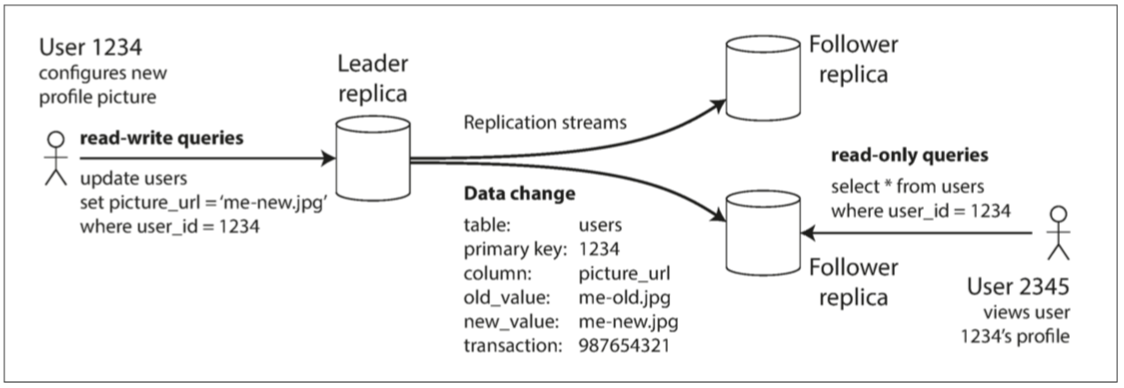 User 1234
configures new
profile picture
read-write queries
update users
set picture_url = ‘me-new.jpg’
where user_id = 1234
Leader
replica
Replication streams
Data change
table: users
primary key: 1234
column: picture_url
old_value: me-old.jpg
new_value: me-new.jpg
transaction: 987654321
Follower
replica
read-only queries
select * from users
where user_id = 1234
Follower
replica
User 2345
views user
1234’s profile